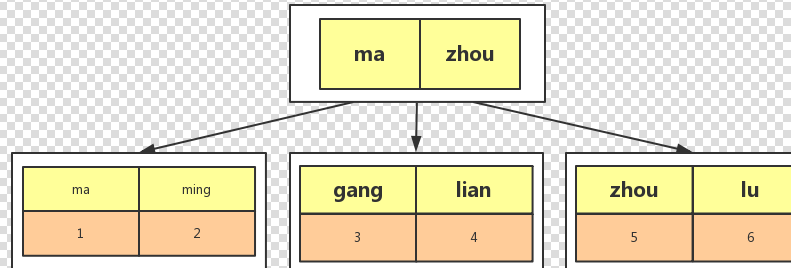 ma zhou
ma ming gang lian zhou lu
1 2 3 4 5 6